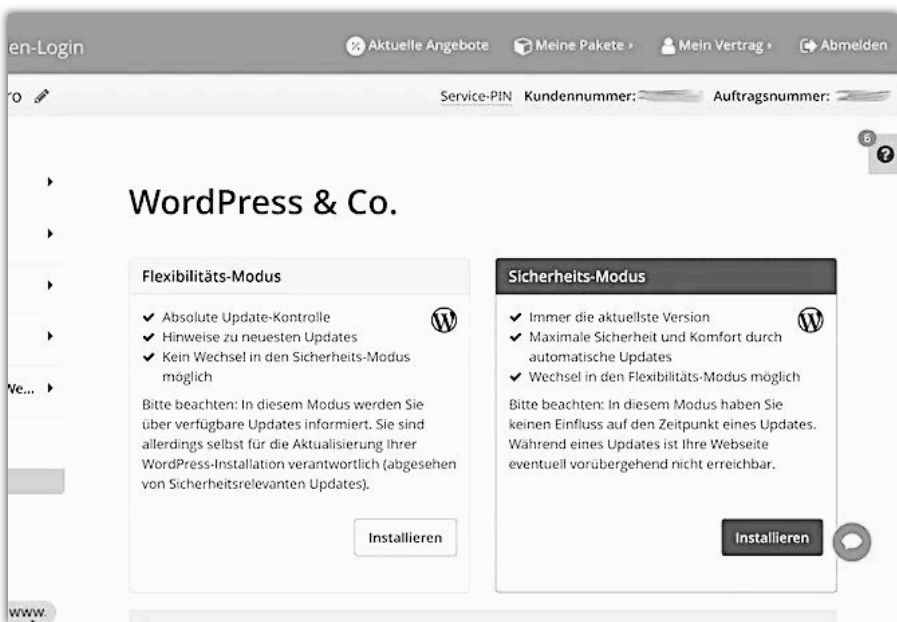 en-Login
Aktuelle Angebote Meine Pakete Mein Vertrag Abmelden
ro
Service-PIN Kundennummer: Auftragsnummer:
6
WordPress & Co.
Flexibilitäts-Modus
Absolute Update-Kontrolle
Hinweise zu neuesten Updates
Kein Wechsel in den Sicherheits-Modus
möglich
Bitte beachten: In diesem Modus werden Sie
über verfügbare Updates informiert. Sie sind
allerdings selbst für die Aktualisierung Ihrer
WordPress-Installation verantwortlich (abgesehen
von Sicherheitsrelevanten Updates).
Installieren
Sicherheits-Modus
Immer die aktuellste Version
Maximale Sicherheit und Komfort durch
automatische Updates
Wechsel in den Flexibilitäts-Modus möglich
Bitte beachten: In diesem Modus haben Sie
keinen Einfluss auf den Zeitpunkt eines Updates.
Während eines Updates ist Ihre Webseite
eventuell vorübergehend nicht erreichbar.
Installieren
We...
www.